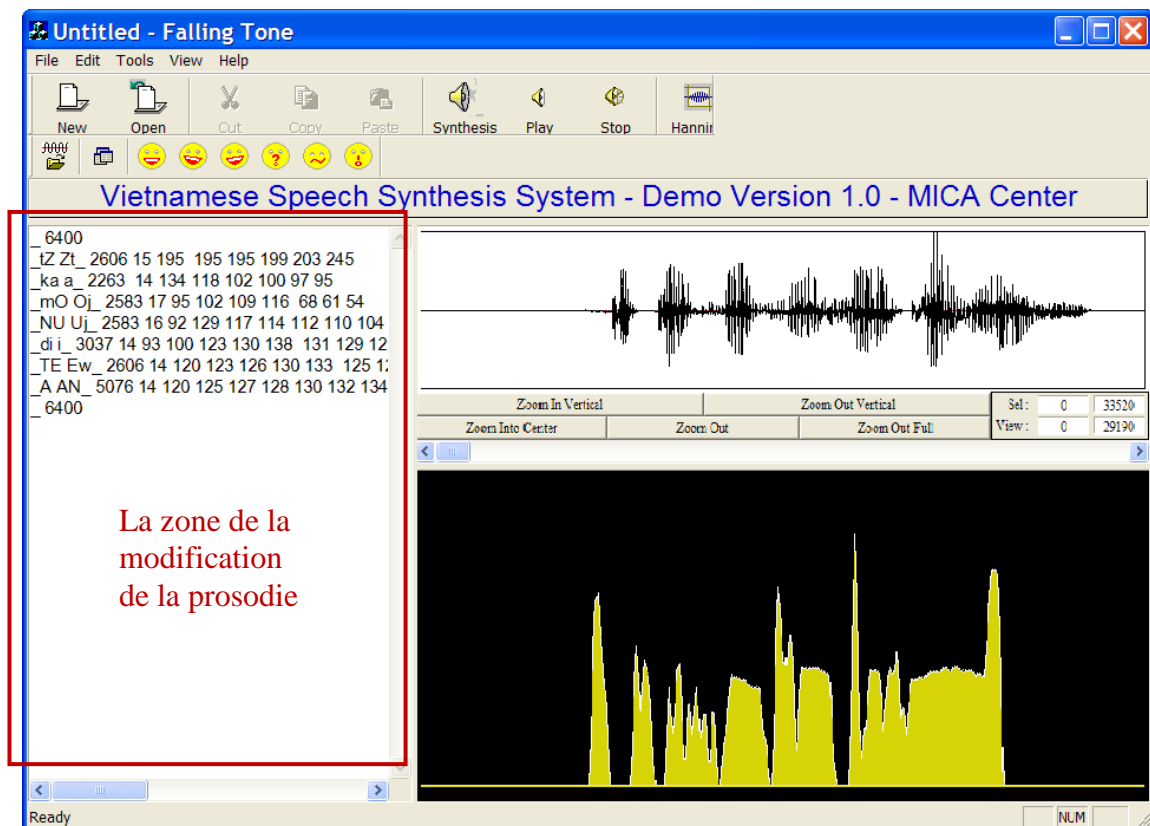 Untitled - Falling Tone
File Edit Tools View Help
New Open Cut Copy Paste Synthesis Play Stop Hannin
Vietnamese Speech Synthesis System - Demo Version 1.0 - MICA Center
_ 6400
_tZ Zt_ 2606 15 195 195 195 199 203 245
_ka a_ 2263 14 134 118 102 100 97 95
_mO Oj_ 2583 17 95 102 109 116 68 61 54
_NU Uj_ 2583 16 92 129 117 114 112 110 104
_di i_ 3037 14 93 100 123 130 138 131 129 12
_TE Ew_ 2606 14 120 123 126 130 133 125 12
_A AN_ 5076 14 120 125 127 128 130 132 134
_ 6400
La zone de la
modification
de la prosodie
Zoom In Vertical Zoom Out Vertical Sel : 0 33520
Zoom Into Center Zoom Out Zoom Out Full View : 0 29190
Ready NUM